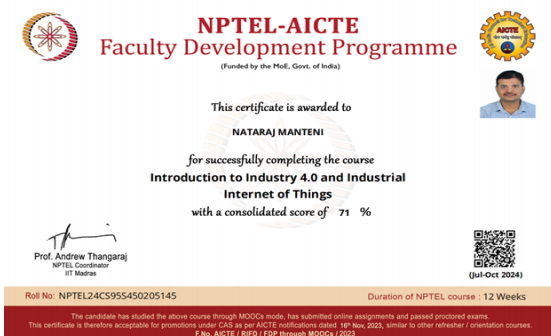 NPTEL-AICTE
Faculty Development Programme
(Funded by the MoE, Govt. of India)
AICTE
This certificate is awarded to
NATARAJ MANTENI
for successfully completing the course
Introduction to Industry 4.0 and Industrial
Internet of Things
with a consolidated score of 71 %
Prof. Andrew Thangaraj
NPTEL Coordinator
IIT Madras
(Jul-Oct 2024)
Roll No: NPTEL24CS95S450205145
Duration of NPTEL course : 12 Weeks
The candidate has studied the above course through MOOCs mode, has submitted online assignments and passed proctored exams.
This certificate is therefore acceptable for promotions under CAS as per AICTE notifications dated 16th Nov, 2023, similar to other refresher / orientation courses.
F.No. AICTE / RIFD / FDP through MOOCs / 2023